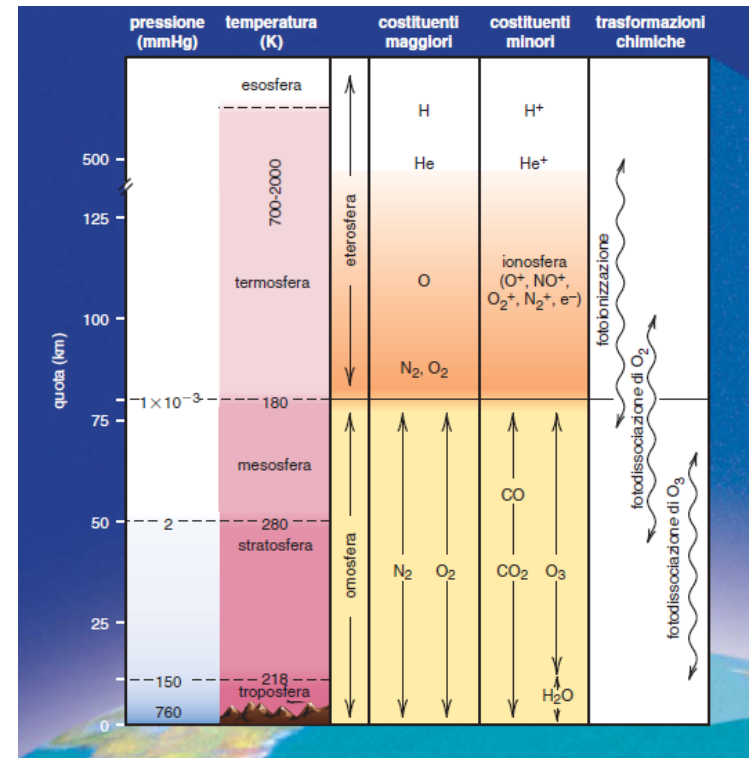 pressione
(mmHg)
temperatura
(K)
costituenti
maggiori
costituenti
minori
trasformazioni
chimiche
quota (km)
500
125
100
75
50
25
0
1×10⁻³
2
150
760
esosfera
700-2000
termosfera
180
mesosfera
280
stratosfera
218
troposfera
eterosfera
omosfera
H
He
O
N₂, O₂
N₂
O₂
H⁺
He⁺
ionosfera
(O⁺, NO⁺,
O₂⁺, N₂⁺, e⁻)
CO
CO₂
O₃
H₂O
fotoionizzazione
fotodissociazione di O₂
fotodissociazione di O₃